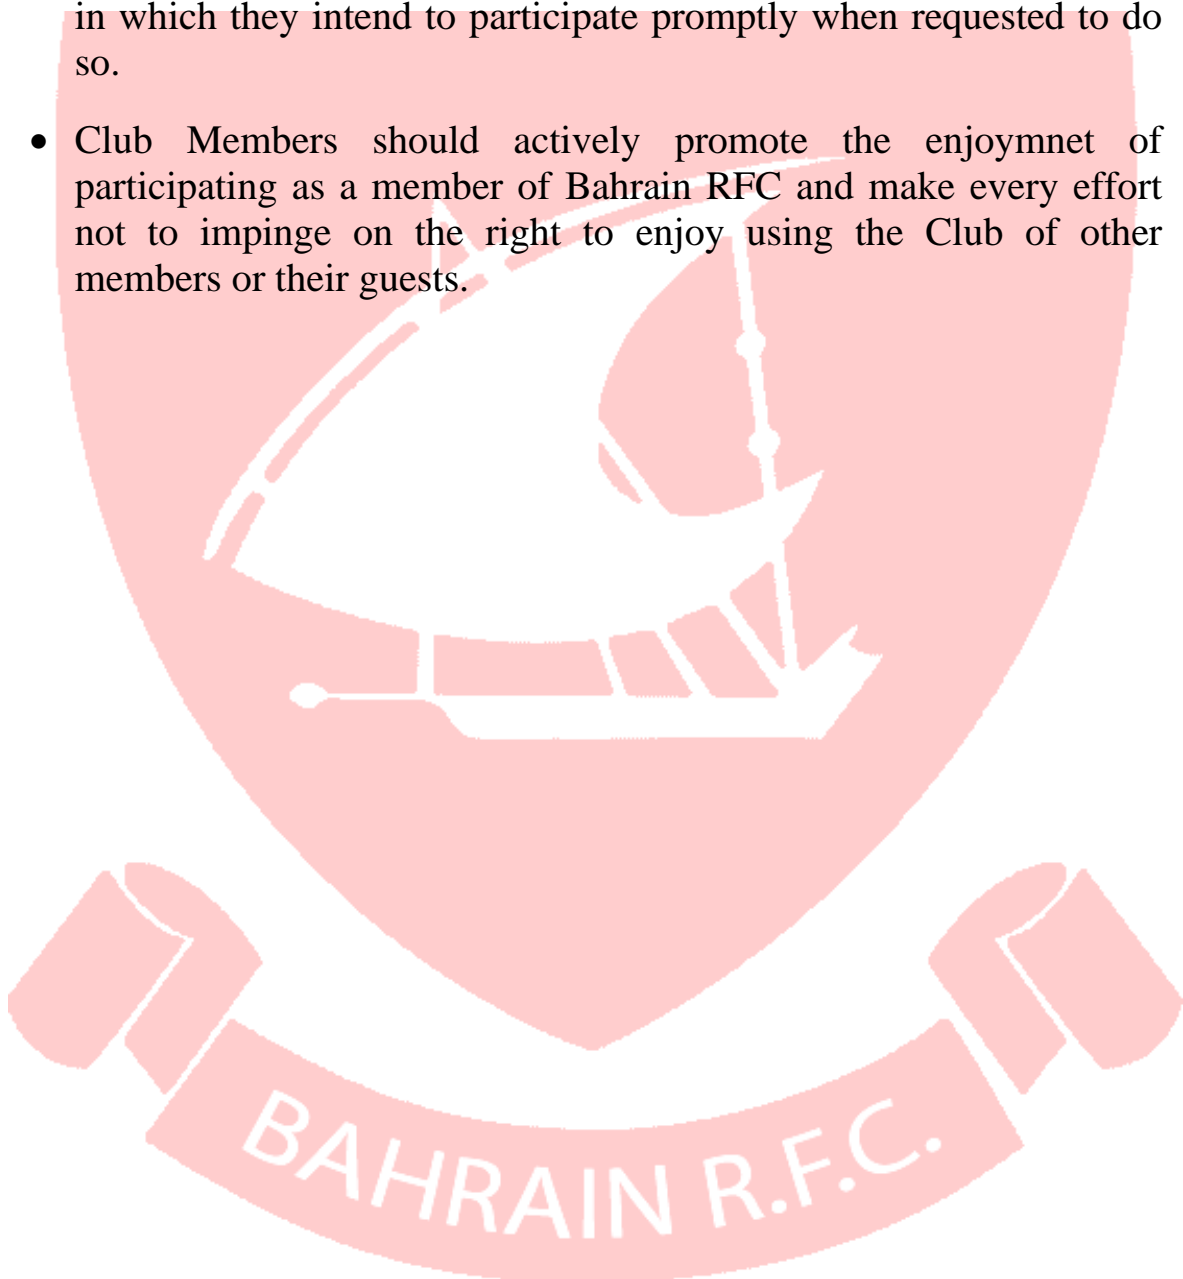 in which they intend to participate promptly when requested to do
so.
• Club Members should actively promote the enjoymnet of
participating as a member of Bahrain RFC and make every effort
not to impinge on the right to enjoy using the Club of other
members or their guests.
BAHRAIN R.F.C.